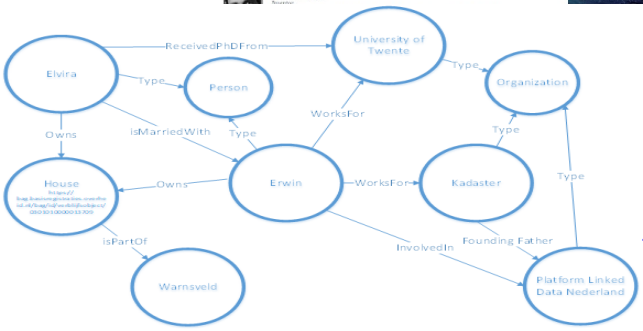 ReceivedPhDFrom
University of
Twente
Elvira
Type
Person
Type
Organization
WorksFor
Owns
isMarriedWith
Type
Type
House
https://
Owns
Erwin
WorksFor
Kadaster
Type
isPartOf
InvolvedIn
Founding Father
Warnsveld
Platform Linked
Data Nederland